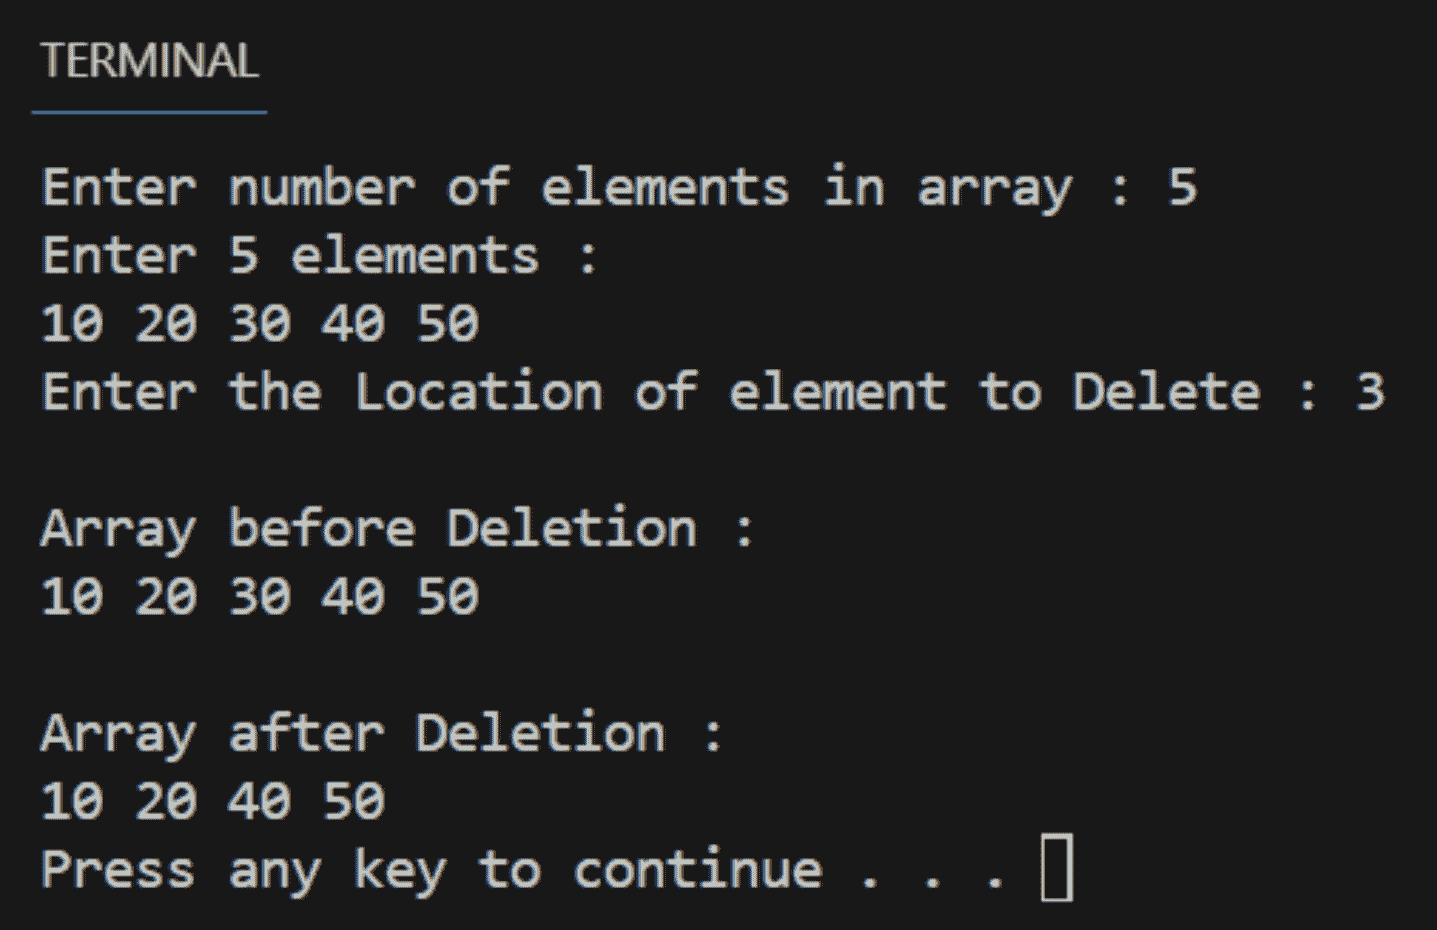 TERMINAL
Enter number of elements in array : 5
Enter 5 elements :
10 20 30 40 50
Enter the Location of element to Delete : 3
Array before Deletion :
10 20 30 40 50
Array after Deletion :
10 20 40 50
Press any key to continue . . .